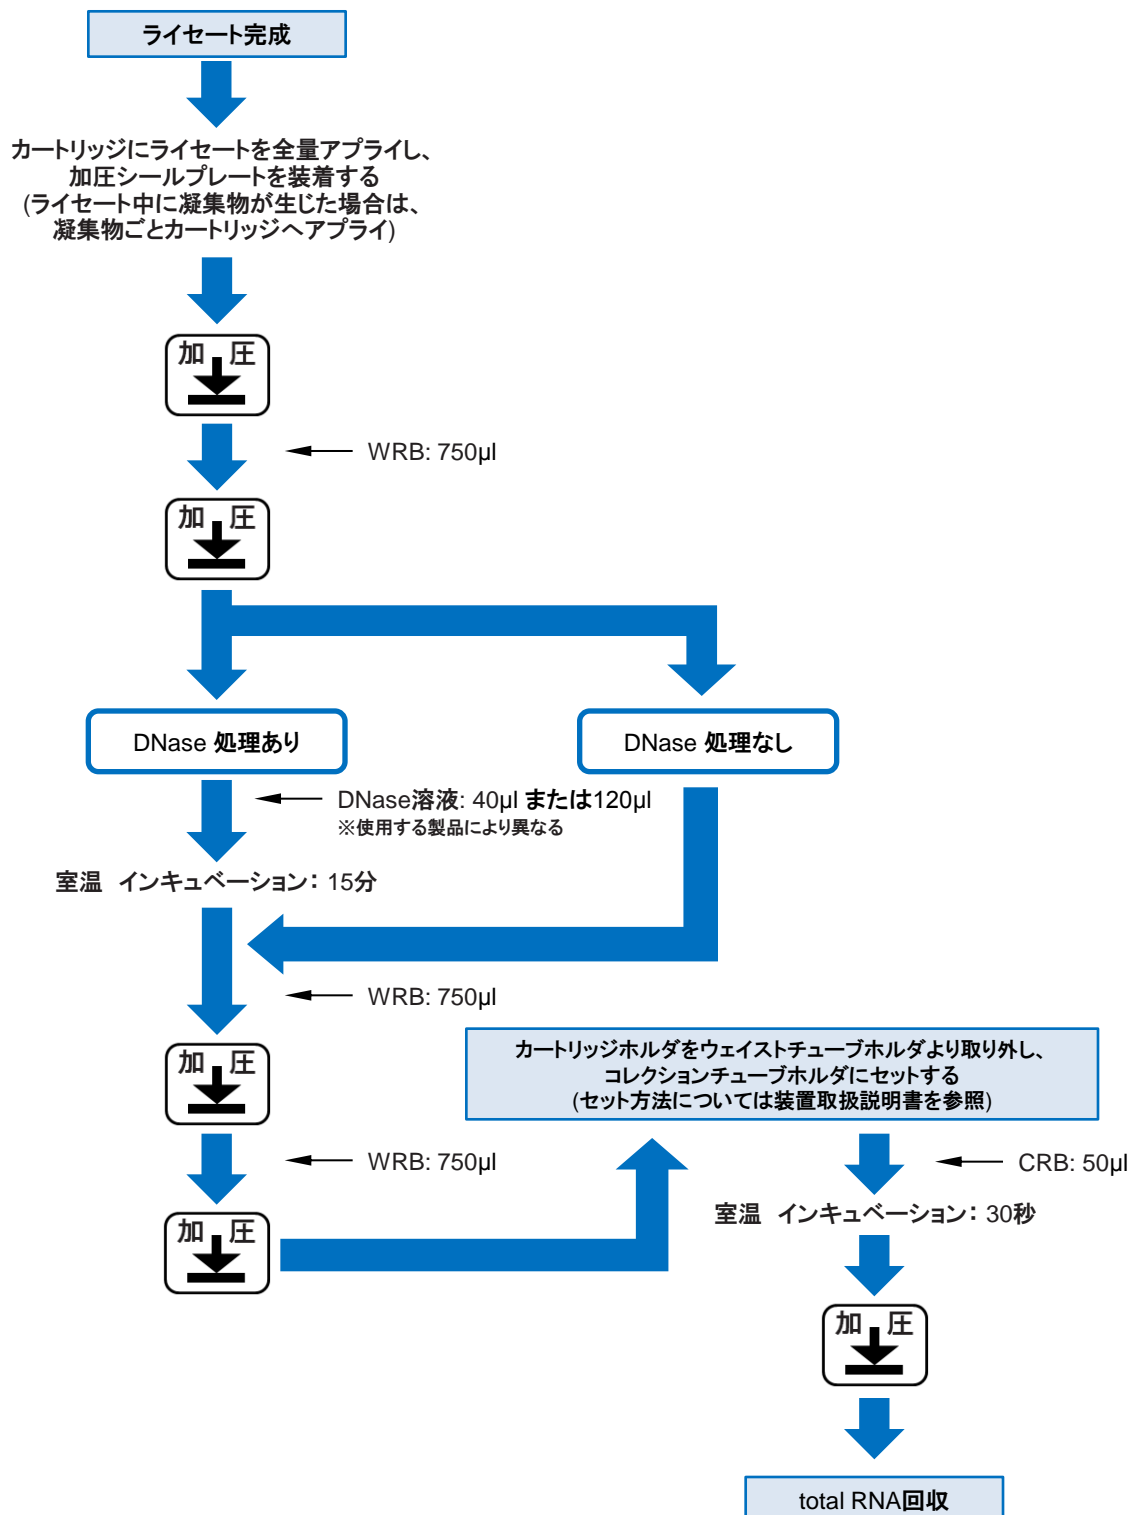 ライセート完成
カートリッジにライセートを全量アプライし、
加圧シールプレートを装着する
(ライセート中に凝集物が生じた場合は、
凝集物ごとカートリッジへアプライ)
加 圧
WRB: 750µl
加 圧
DNase 処理あり
DNase 処理なし
DNase溶液: 40µl または120µl
※使用する製品により異なる
室温 インキュベーション: 15分
WRB: 750µl
加 圧
WRB: 750µl
加 圧
カートリッジホルダをウェイストチューブホルダより取り外し、
コレクションチューブホルダにセットする
(セット方法については装置取扱説明書を参照)
CRB: 50µl
室温 インキュベーション: 30秒
加 圧
total RNA回収